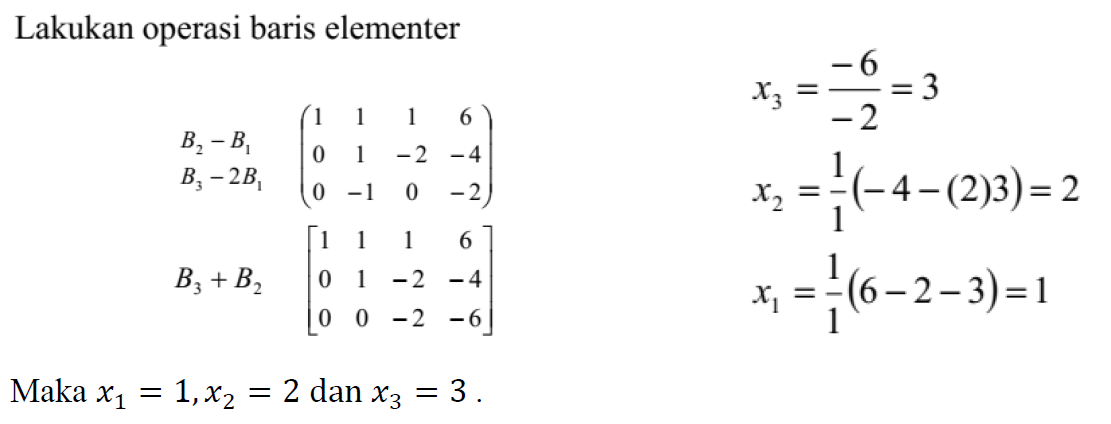 Lakukan operasi baris elementer
B₂ − B₁
B₃ − 2B₁
(1 1 1 6
0 1 −2 −4
0 −1 0 −2)
B₃ + B₂
[1 1 1 6
0 1 −2 −4
0 0 −2 −6]
x₃ = −6/−2 = 3
x₂ = 1/1(−4 − (2)3) = 2
x₁ = 1/1(6 − 2 − 3) = 1
Maka x₁ = 1, x₂ = 2 dan x₃ = 3 .